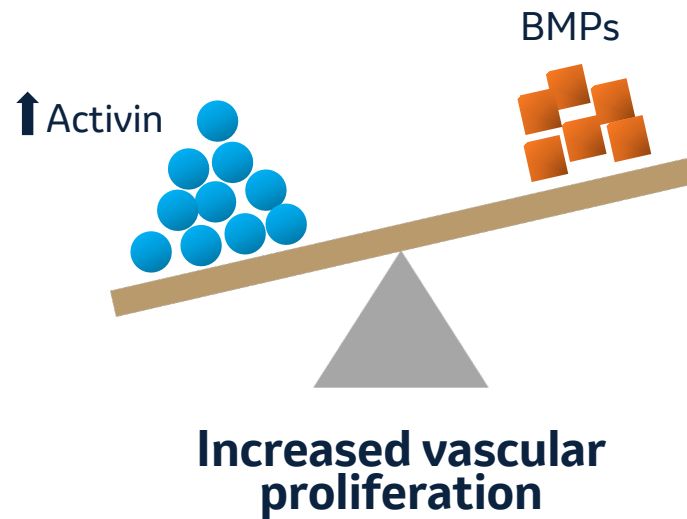 BMPs
Activin
Increased vascular
proliferation